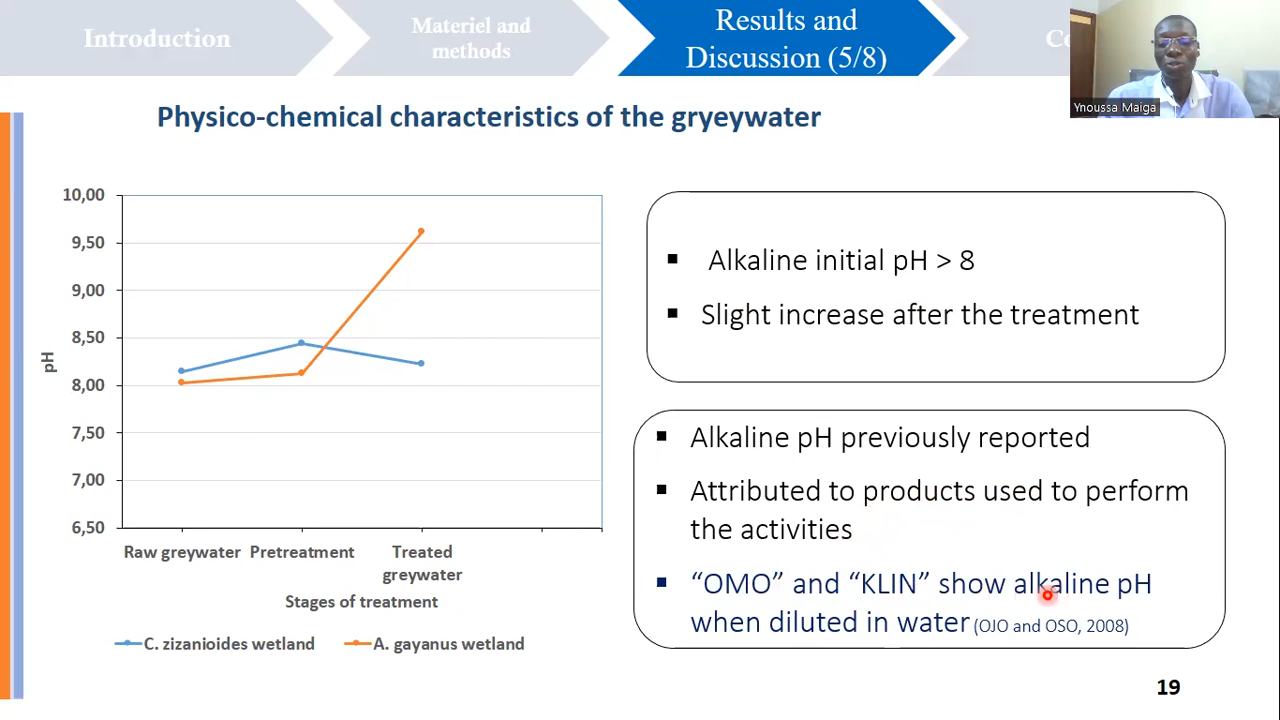 Introduction
Materiel and
methods
Results and
Discussion (5/8)
Co
Ynoussa Maiga
Physico-chemical characteristics of the gryeywater
10,00
9,50
9,00
8,50
8,00
7,50
7,00
6,50
pH
Raw greywater
Pretreatment
Treated
greywater
Stages of treatment
C. zizanioides wetland
A. gayanus wetland
▪ Alkaline initial pH > 8
▪ Slight increase after the treatment
▪ Alkaline pH previously reported
▪ Attributed to products used to perform
the activities
▪ “OMO” and “KLIN” show alkaline pH
when diluted in water (OJO and OSO, 2008)
19